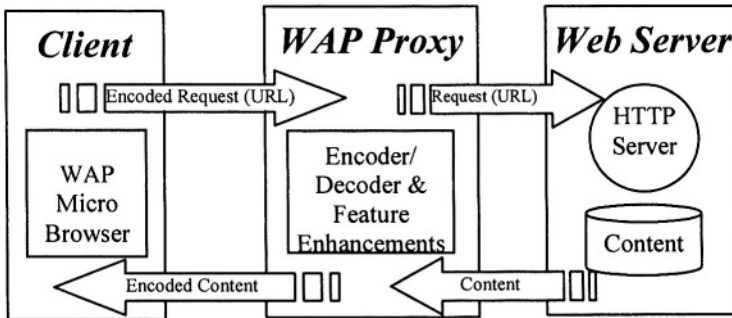 Client
WAP Proxy
Web Server
Encoded Request (URL)
Request (URL)
HTTP
Server
WAP
Micro
Browser
Encoder/
Decoder &
Feature
Enhancements
Content
Encoded Content
Content